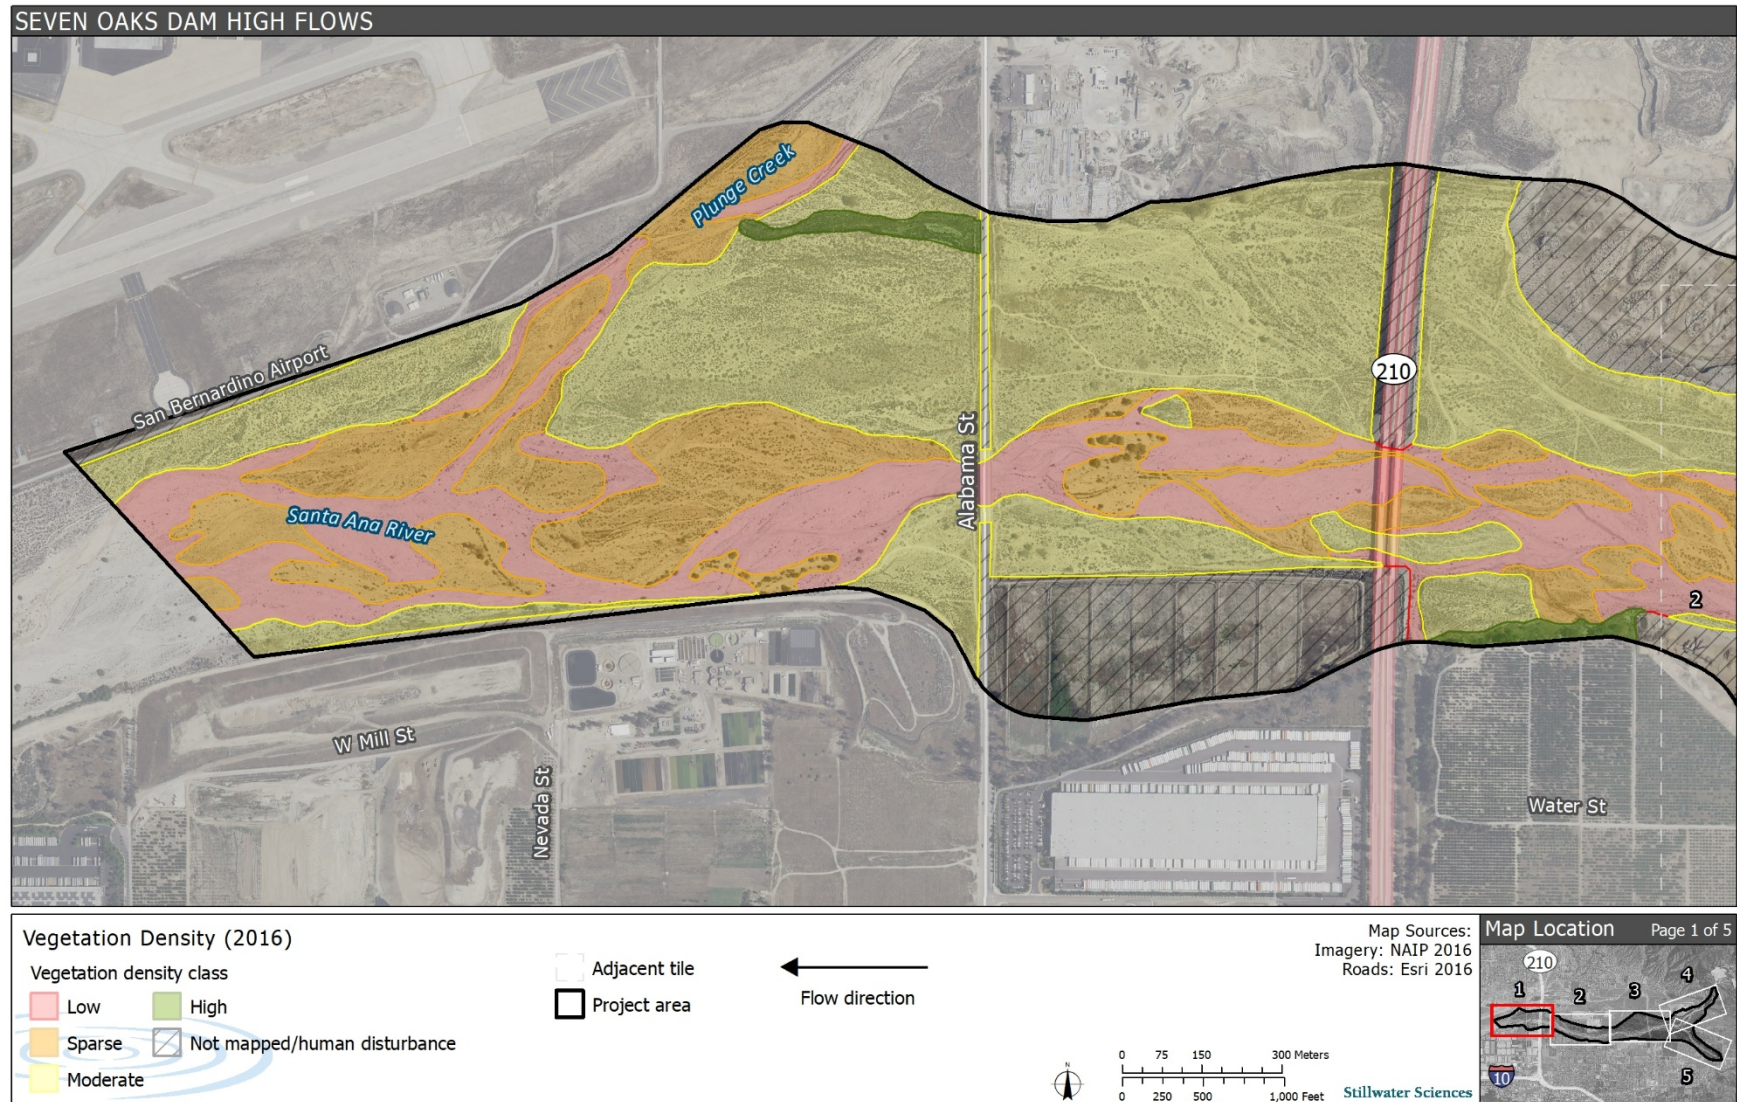 SEVEN OAKS DAM HIGH FLOWS
Plunge Creek
San Bernardino Airport
210
Santa Ana River
Alabama St
2
W Mill St
Nevada St
Water St
Vegetation Density (2016)
Vegetation density class
Low
High
Sparse
Not mapped/human disturbance
Moderate
Adjacent tile
Project area
Flow direction
Map Sources:
Imagery: NAIP 2016
Roads: Esri 2016
N
0 75 150 300 Meters
0 250 500 1,000 Feet
Stillwater Sciences
Map Location Page 1 of 5
210
4
1 2 3
10
5